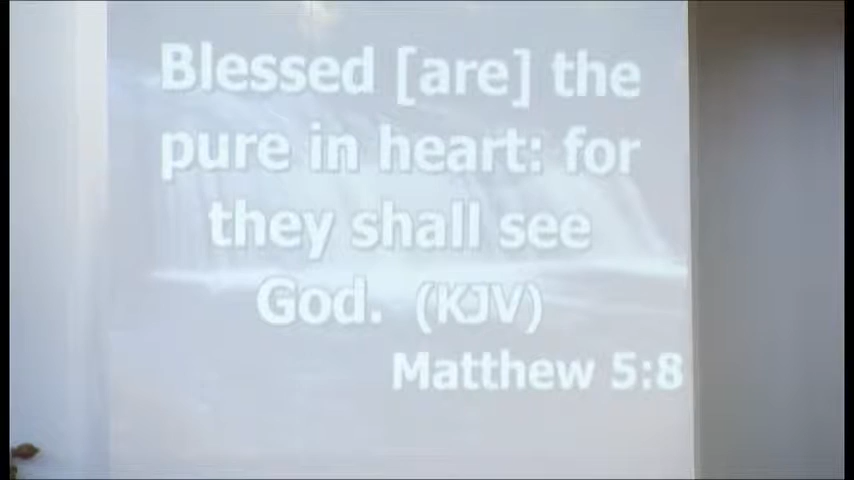 Blessed [are] the
pure in heart: for
they shall see
God. (KJV)
Matthew 5:8